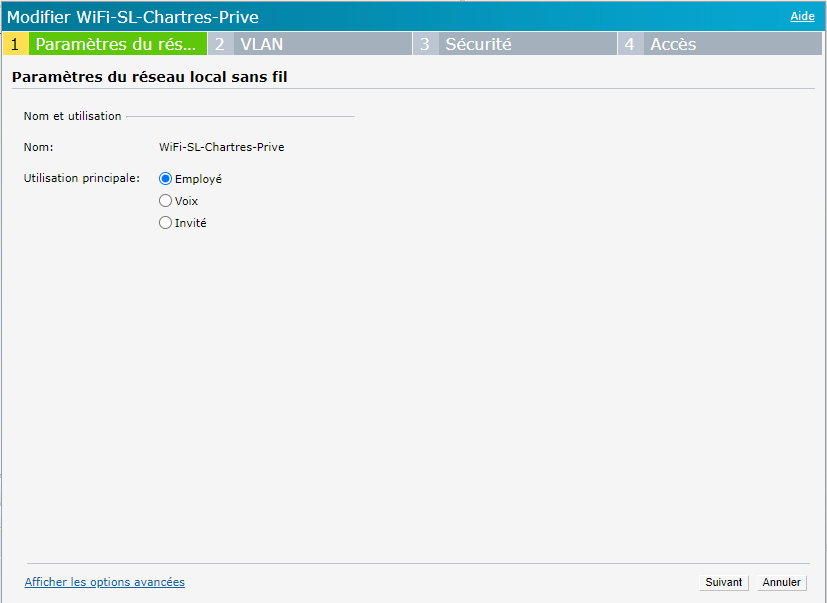 Modifier WiFi-SL-Chartres-Prive Aide
1 Paramètres du rés... 2 VLAN 3 Sécurité 4 Accès
Paramètres du réseau local sans fil
Nom et utilisation
Nom: WiFi-SL-Chartres-Prive
Utilisation principale: Employé
Voix
Invité
Afficher les options avancées Suivant Annuler